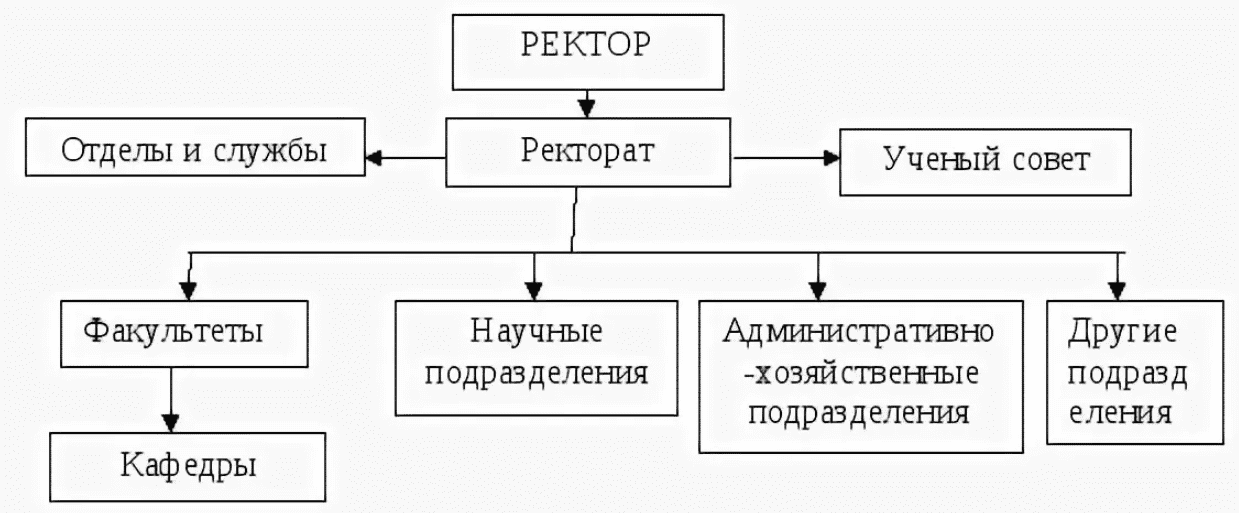 РЕКТОР
Отделы и службы
Ректорат
Ученый совет
Факультеты
Научные
подразделения
Административно
-хозяйственные
подразделения
Другие
подразд
еления
Кафедры